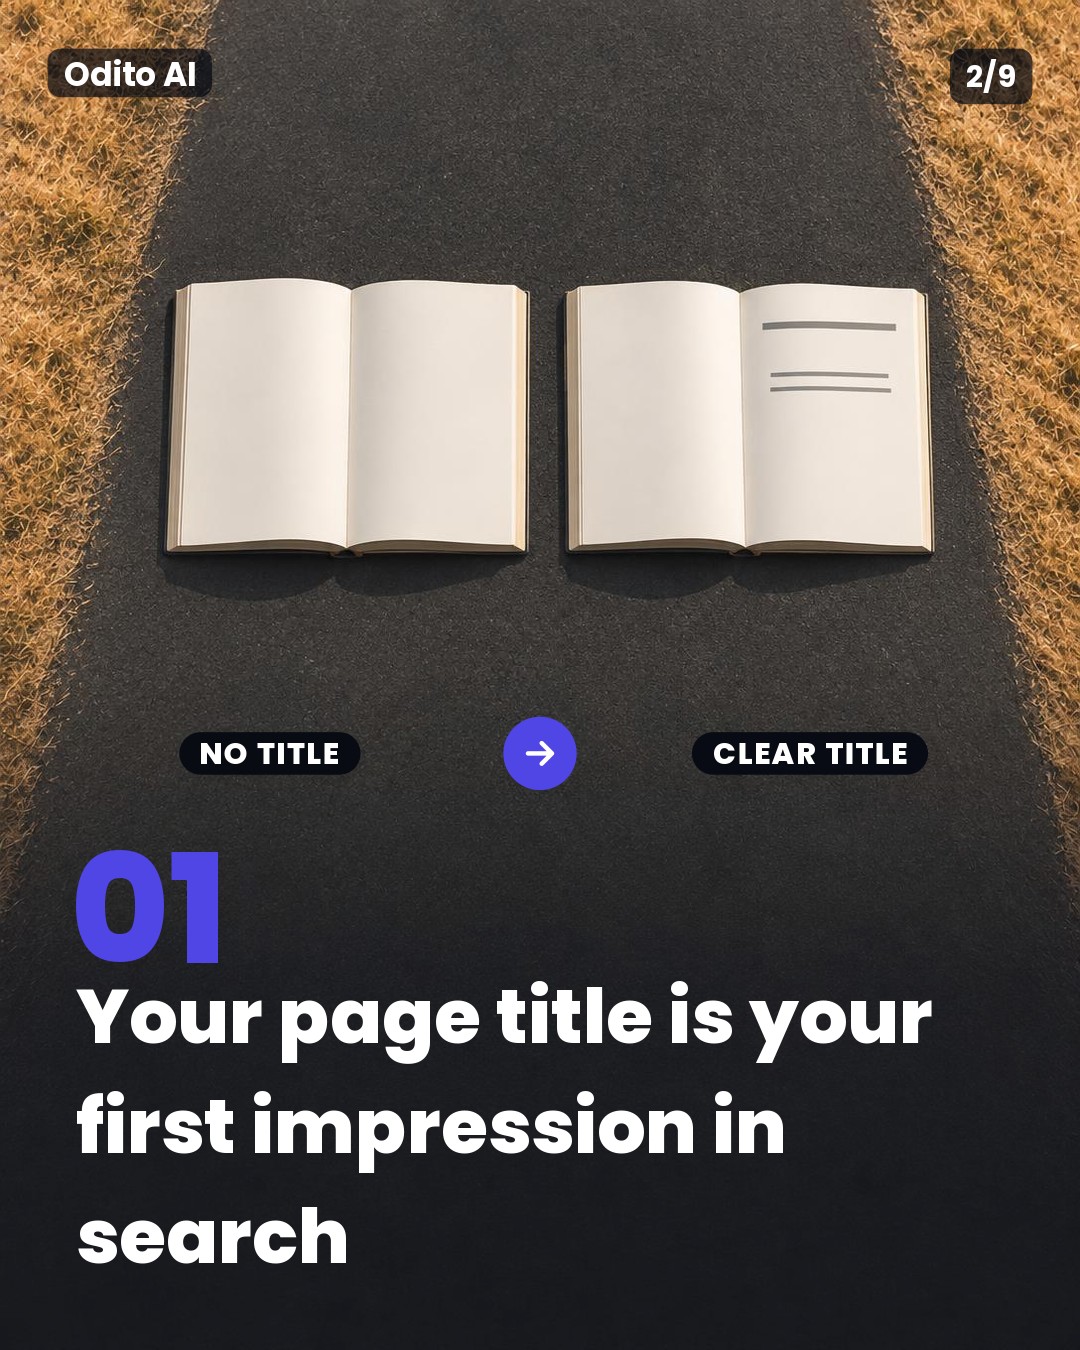 Odito AI
2/9
NO TITLE
CLEAR TITLE
01
Your page title is your
first impression in
search